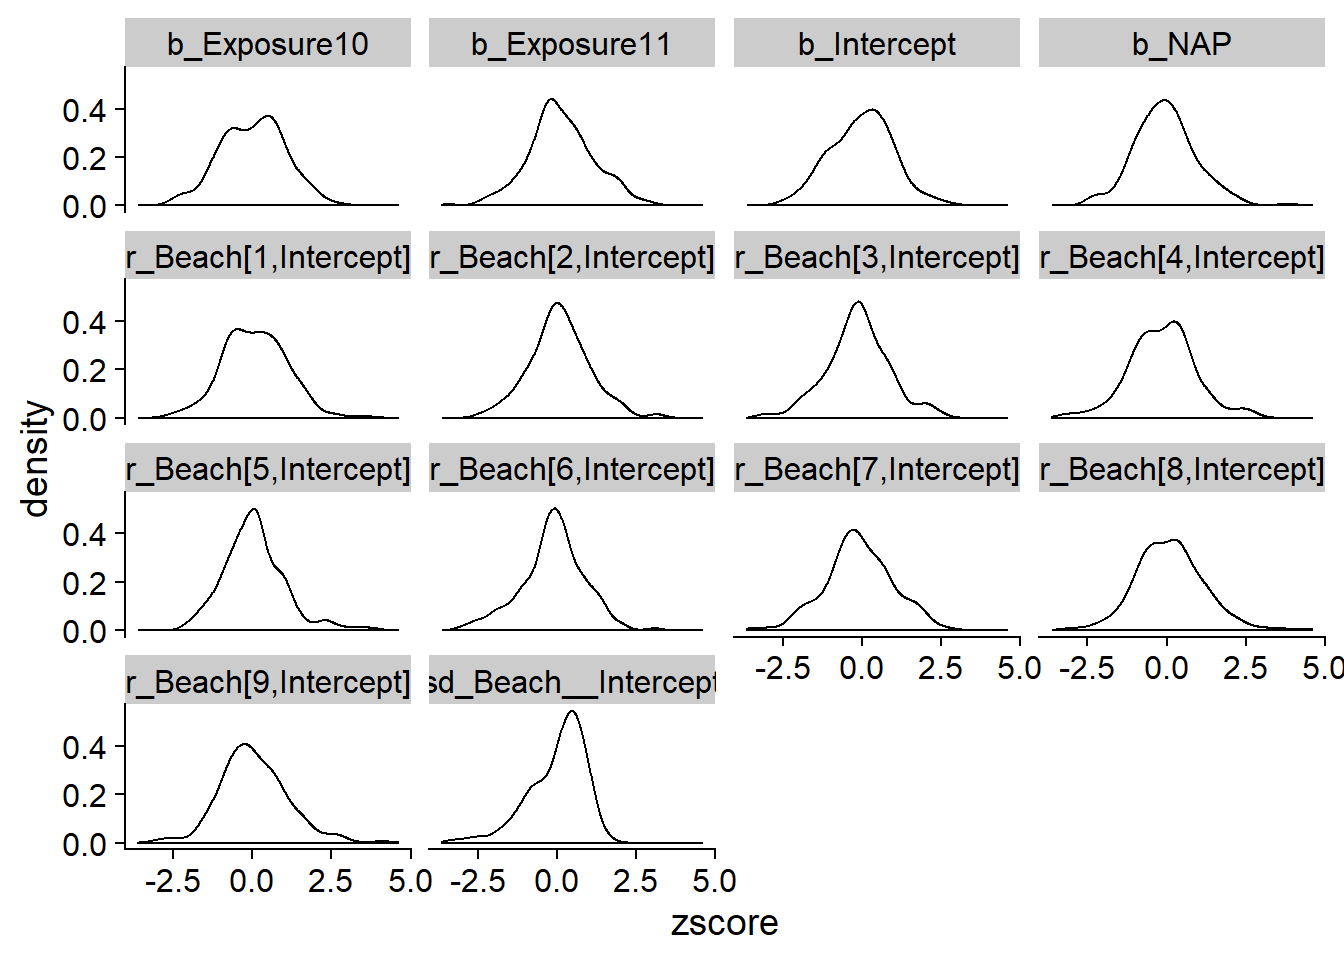 b_Exposure10 b_Exposure11 b_Intercept b_NAP
0.4
0.2
0.0
r_Beach[1,Intercept] r_Beach[2,Intercept] r_Beach[3,Intercept] r_Beach[4,Intercept]
0.4
0.2
0.0
density
r_Beach[5,Intercept] r_Beach[6,Intercept] r_Beach[7,Intercept] r_Beach[8,Intercept]
0.4
0.2
0.0
-2.5 0.0 2.5 5.0 -2.5 0.0 2.5 5.0
r_Beach[9,Intercept] sd_Beach__Intercept
0.4
0.2
0.0
-2.5 0.0 2.5 5.0 -2.5 0.0 2.5 5.0
zscore